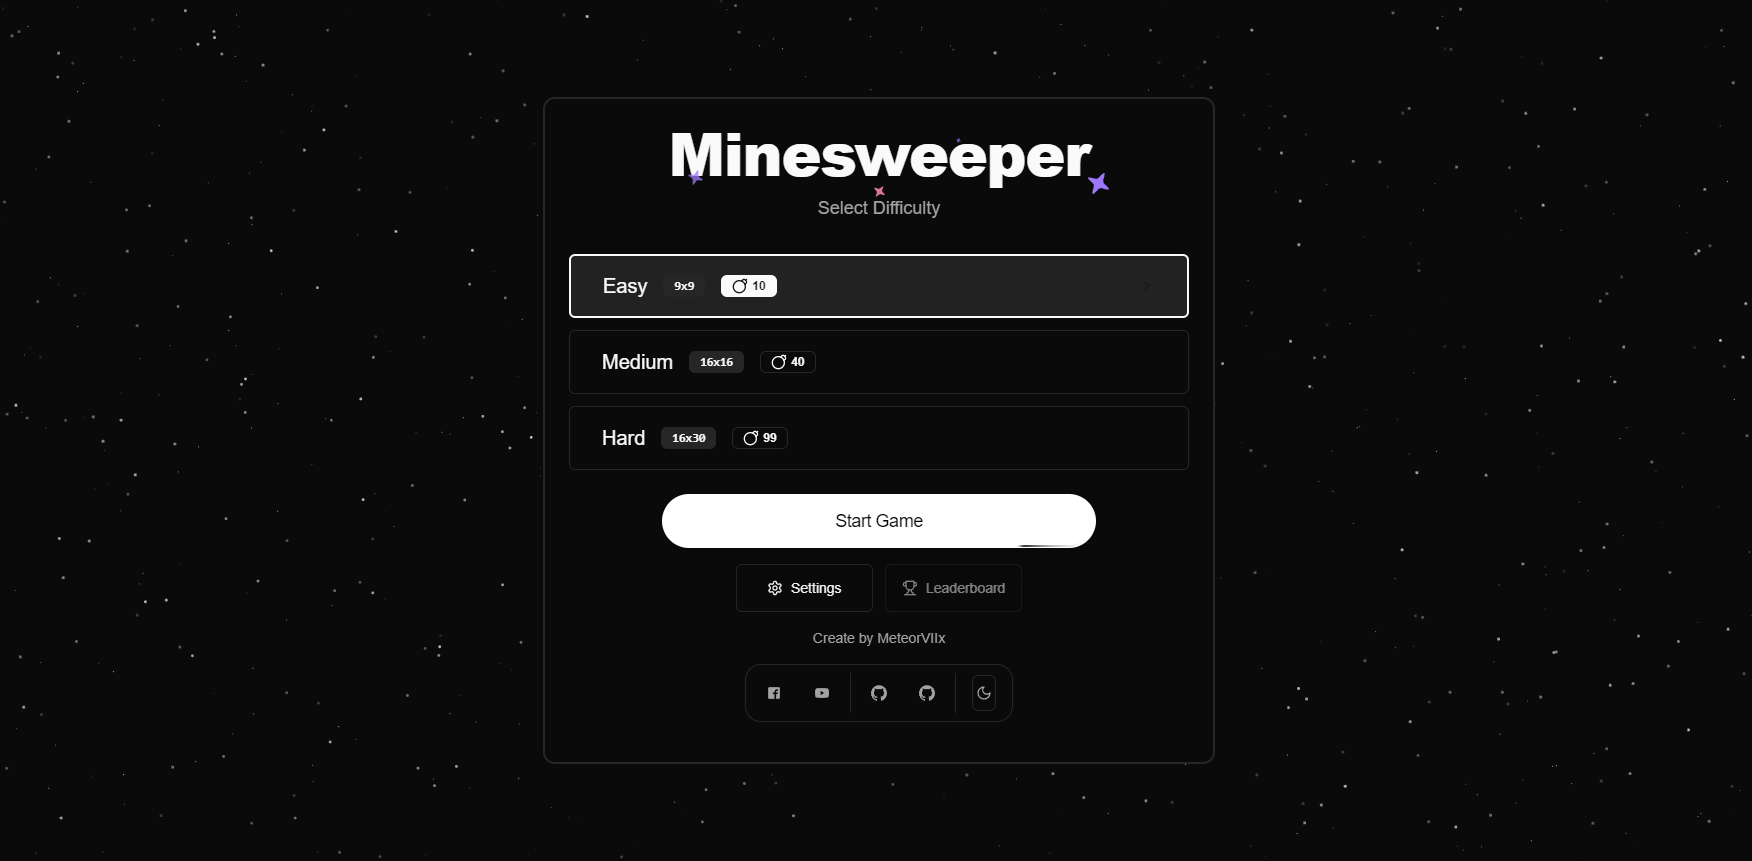 Minesweeper
Select Difficulty
Easy 9x9 10
Medium 16x16 40
Hard 16x30 99
Start Game
Settings Leaderboard
Create by MeteorVIIx